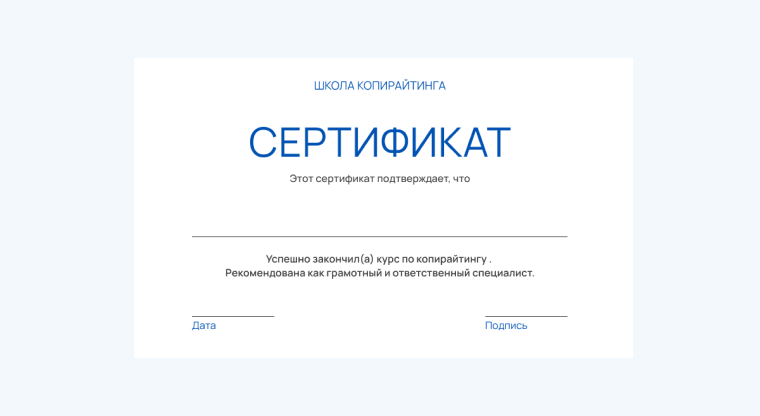 ШКОЛА КОПИРАЙТИНГА
СЕРТИФИКАТ
Этот сертификат подтверждает, что
Успешно закончил(а) курс по копирайтингу .
Рекомендована как грамотный и ответственный специалист.
Дата
Подпись